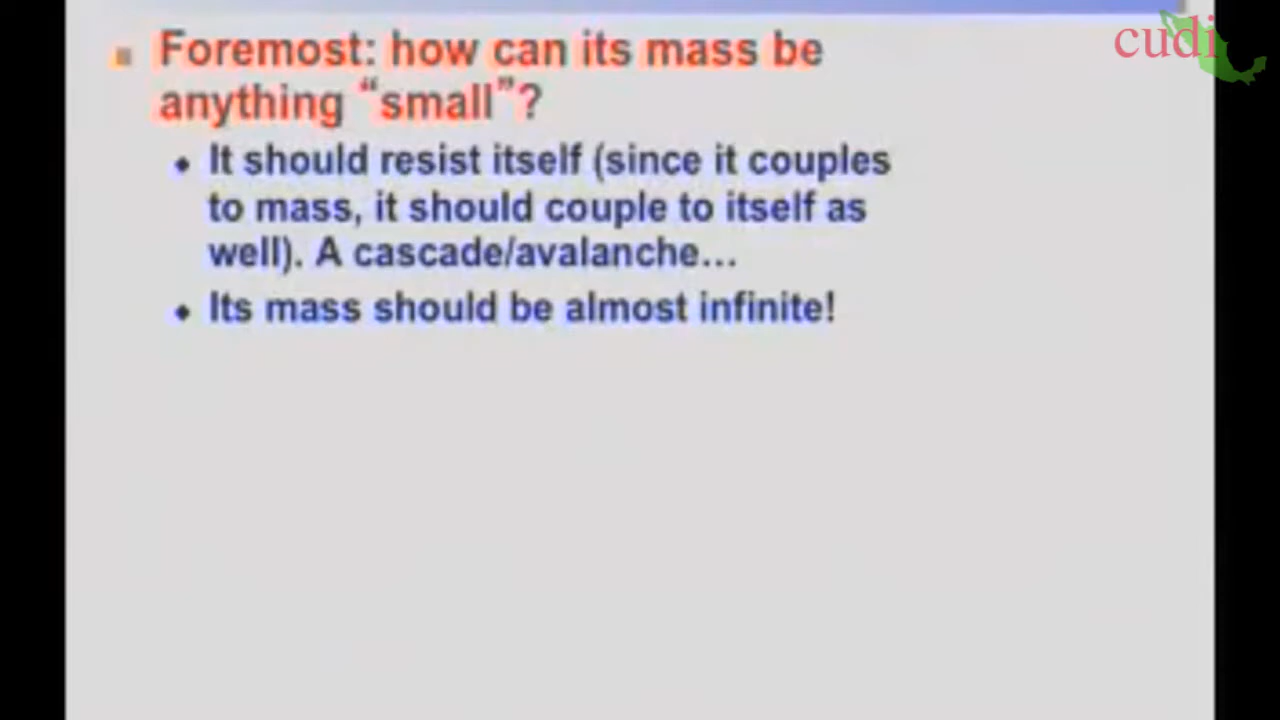 cudi
Foremost: how can its mass be
anything “small”?
It should resist itself (since it couples
to mass, it should couple to itself as
well). A cascade/avalanche…
Its mass should be almost infinite!